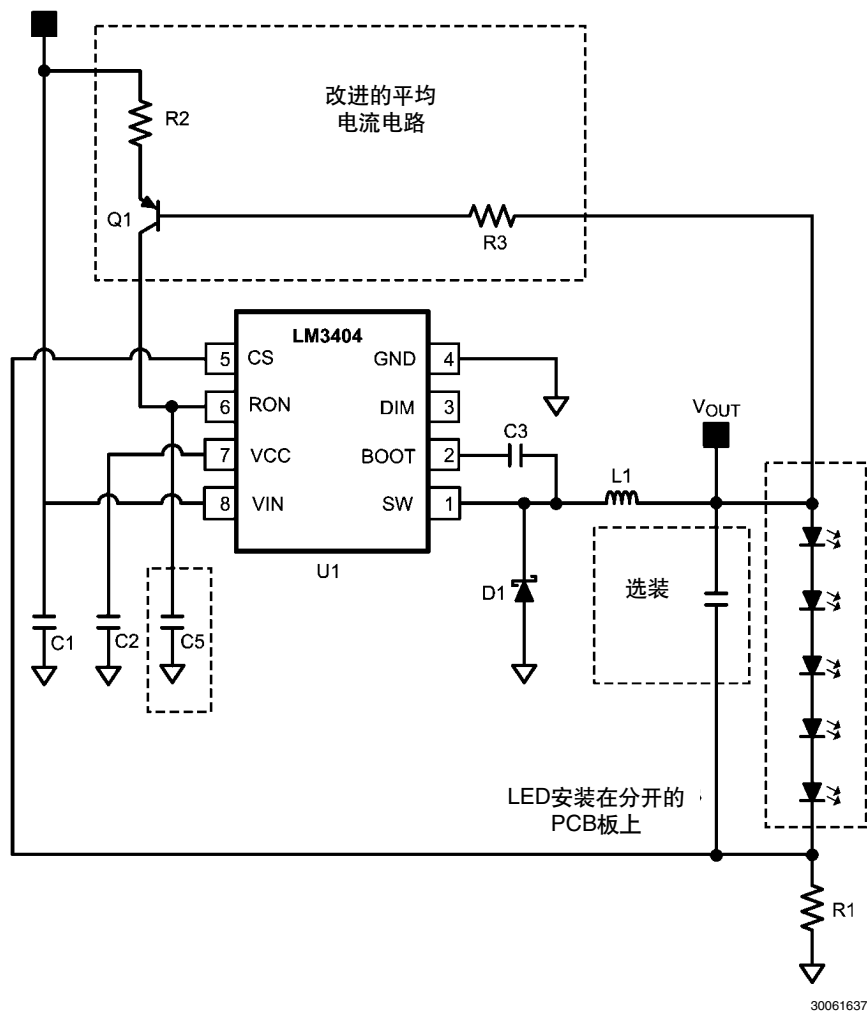 改进的平均
电流电路
R2
Q1
R3
LM3404
5
CS
GND
4
6
RON
DIM
3
7
VCC
BOOT
2
8
VIN
SW
1
U1
C3
VOUT
L1
D1
选装
C1
C2
C5
LED安装在分开的
PCB板上
R1
30061637